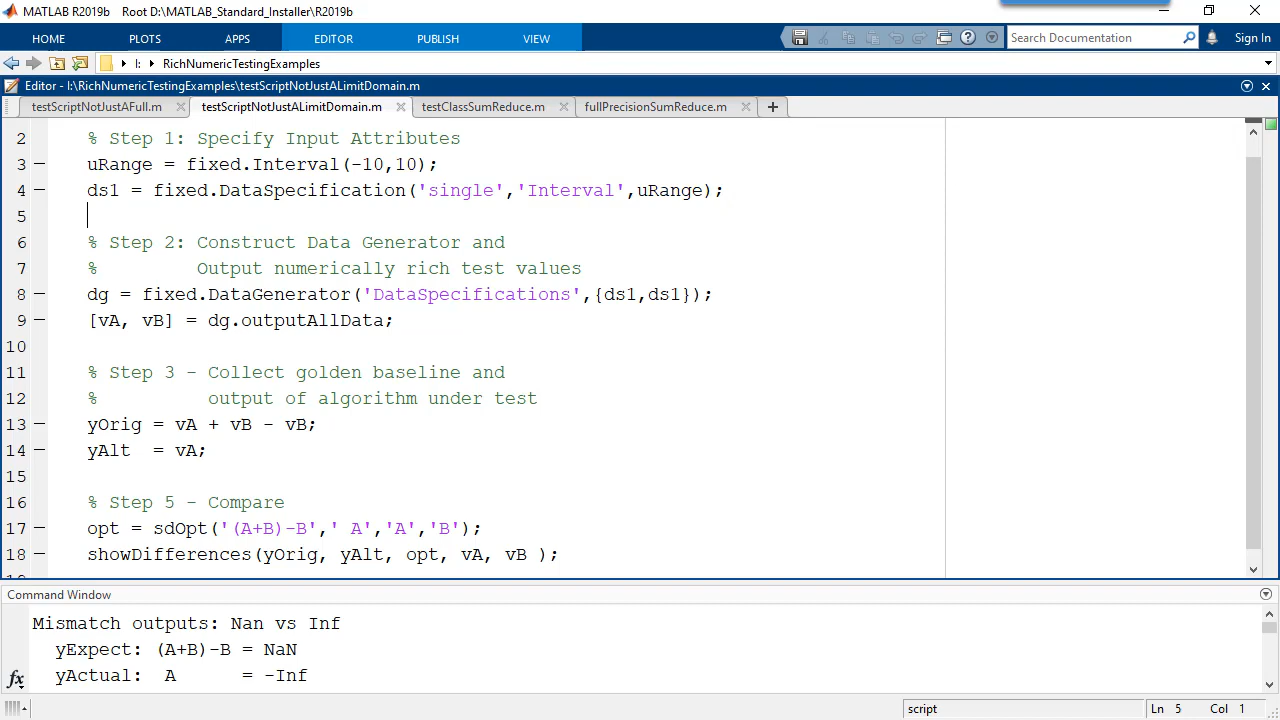 MATLAB R2019b   Root D:\MATLAB_Standard_Installer\R2019b
HOME PLOTS APPS EDITOR PUBLISH VIEW Search Documentation Sign In
I: RichNumericTestingExamples
Editor - I:\RichNumericTestingExamples\testScriptNotJustALimitDomain.m
testScriptNotJustAFull.m testScriptNotJustALimitDomain.m testClassSumReduce.m fullPrecisionSumReduce.m
2 % Step 1: Specify Input Attributes
3 uRange = fixed.Interval(-10,10);
4 ds1 = fixed.DataSpecification('single','Interval',uRange);
5
6 % Step 2: Construct Data Generator and
7 %         Output numerically rich test values
8 dg = fixed.DataGenerator('DataSpecifications',{ds1,ds1});
9 [vA, vB] = dg.outputAllData;
10
11 % Step 3 - Collect golden baseline and
12 %          output of algorithm under test
13 yOrig = vA + vB - vB;
14 yAlt  = vA;
15
16 % Step 5 - Compare
17 opt = sdOpt('(A+B)-B',' A','A','B');
18 showDifferences(yOrig, yAlt, opt, vA, vB );
Command Window
Mismatch outputs: Nan vs Inf
yExpect: (A+B)-B = NaN
fx yActual:  A      = -Inf
script Ln 5 Col 1